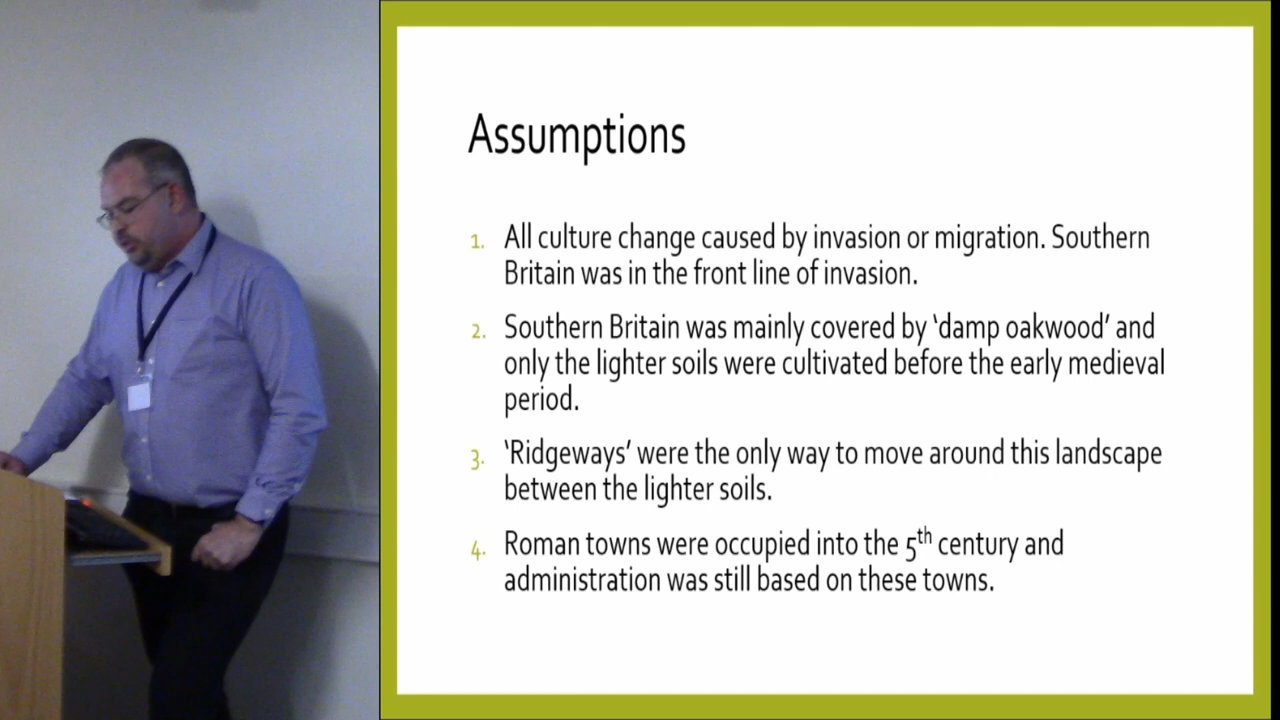 Assumptions
1. All culture change caused by invasion or migration. Southern
Britain was in the front line of invasion.
2. Southern Britain was mainly covered by ‘damp oakwood’ and
only the lighter soils were cultivated before the early medieval
period.
3. ‘Ridgeways’ were the only way to move around this landscape
between the lighter soils.
4. Roman towns were occupied into the 5th century and
administration was still based on these towns.